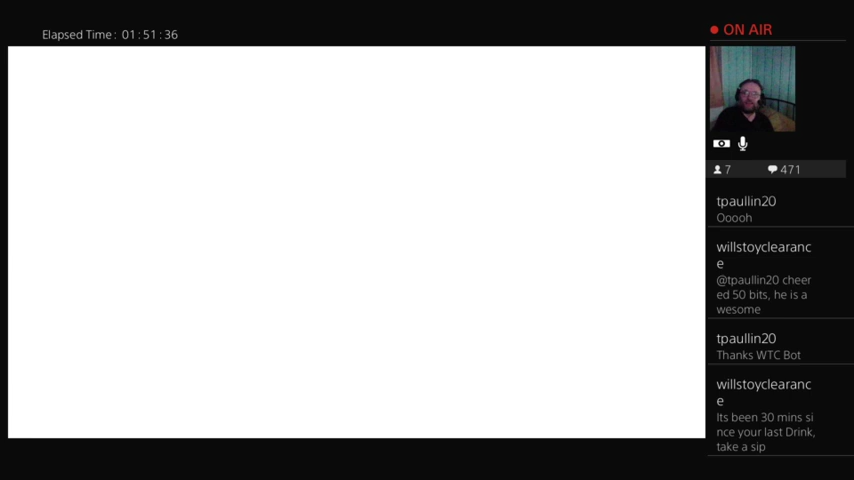 Elapsed Time: 01:51:36
ON AIR
7 471
tpaullin20
Ooooh
willstoyclearanc
e
@tpaullin20 cheer
ed 50 bits, he is a
wesome
tpaullin20
Thanks WTC Bot
willstoyclearanc
e
Its been 30 mins si
nce your last Drink,
take a sip